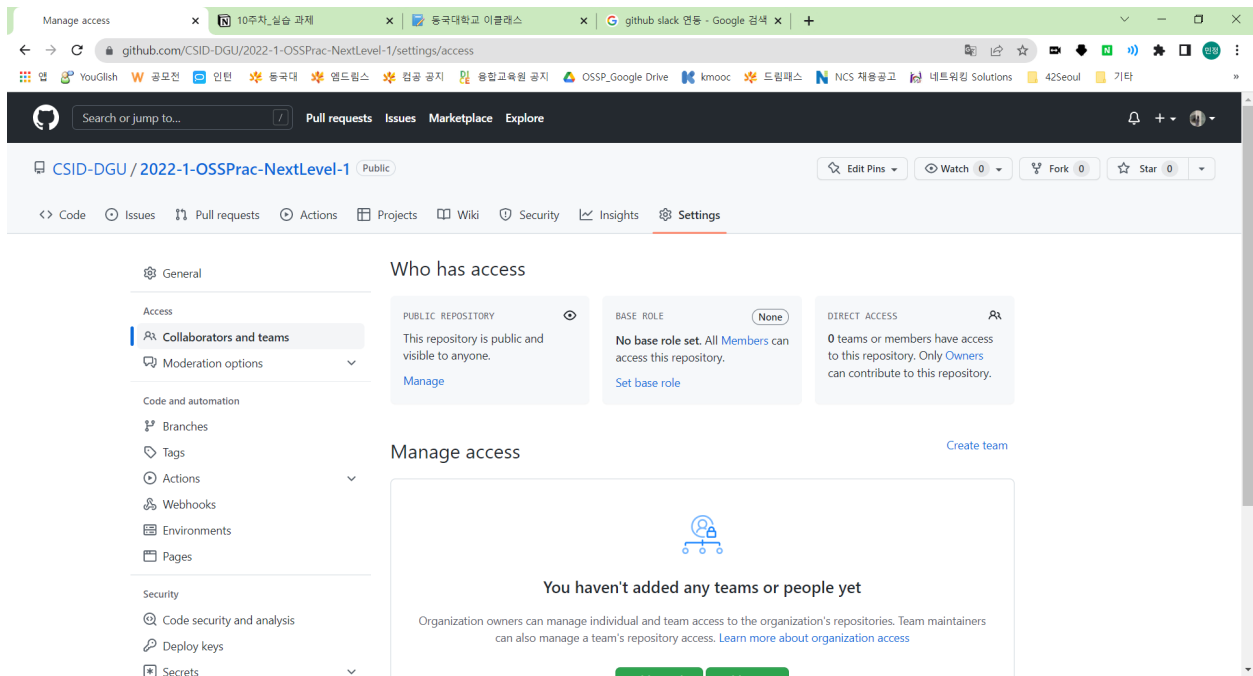 Manage access
10주차_실습 과제
동국대학교 이클래스
github slack 연동 - Google 검색
github.com/CSID-DGU/2022-1-OSSPrac-NextLevel-1/settings/access
민정
앱 YouGlish 공모전 인턴 동국대 엠드림스 컴공 공지 융합교육원 공지 OSSP_Google Drive kmooc 드림패스 NCS 채용공고 네트워킹 Solutions 42Seoul 기타 »
Search or jump to... / Pull requests Issues Marketplace Explore
CSID-DGU / 2022-1-OSSPrac-NextLevel-1 Public
Edit Pins Watch 0 Fork 0 Star 0
Code Issues Pull requests Actions Projects Wiki Security Insights Settings
General
Access
Collaborators and teams
Moderation options
Code and automation
Branches
Tags
Actions
Webhooks
Environments
Pages
Security
Code security and analysis
Deploy keys
Secrets
Who has access
PUBLIC REPOSITORY
This repository is public and
visible to anyone.
Manage
BASE ROLE None
No base role set. All Members can
access this repository.
Set base role
DIRECT ACCESS
0 teams or members have access
to this repository. Only Owners
can contribute to this repository.
Manage access
Create team
You haven't added any teams or people yet
Organization owners can manage individual and team access to the organization's repositories. Team maintainers
can also manage a team's repository access. Learn more about organization access